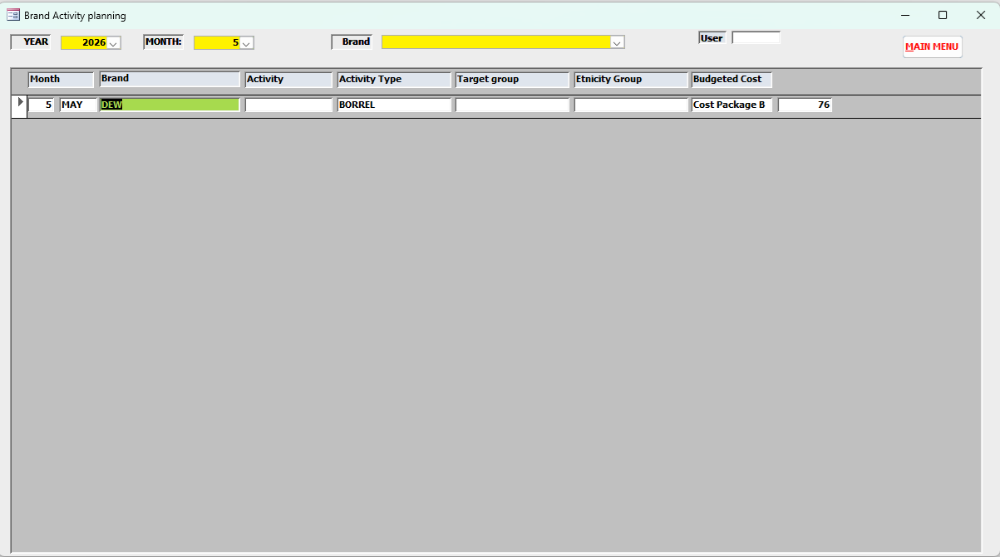 Brand Activity planning
YEAR 2026 MONTH: 5 Brand User MAIN MENU
Month Brand Activity Activity Type Target group Etnicity Group Budgeted Cost
5 MAY DEW BORREL Cost Package B 76